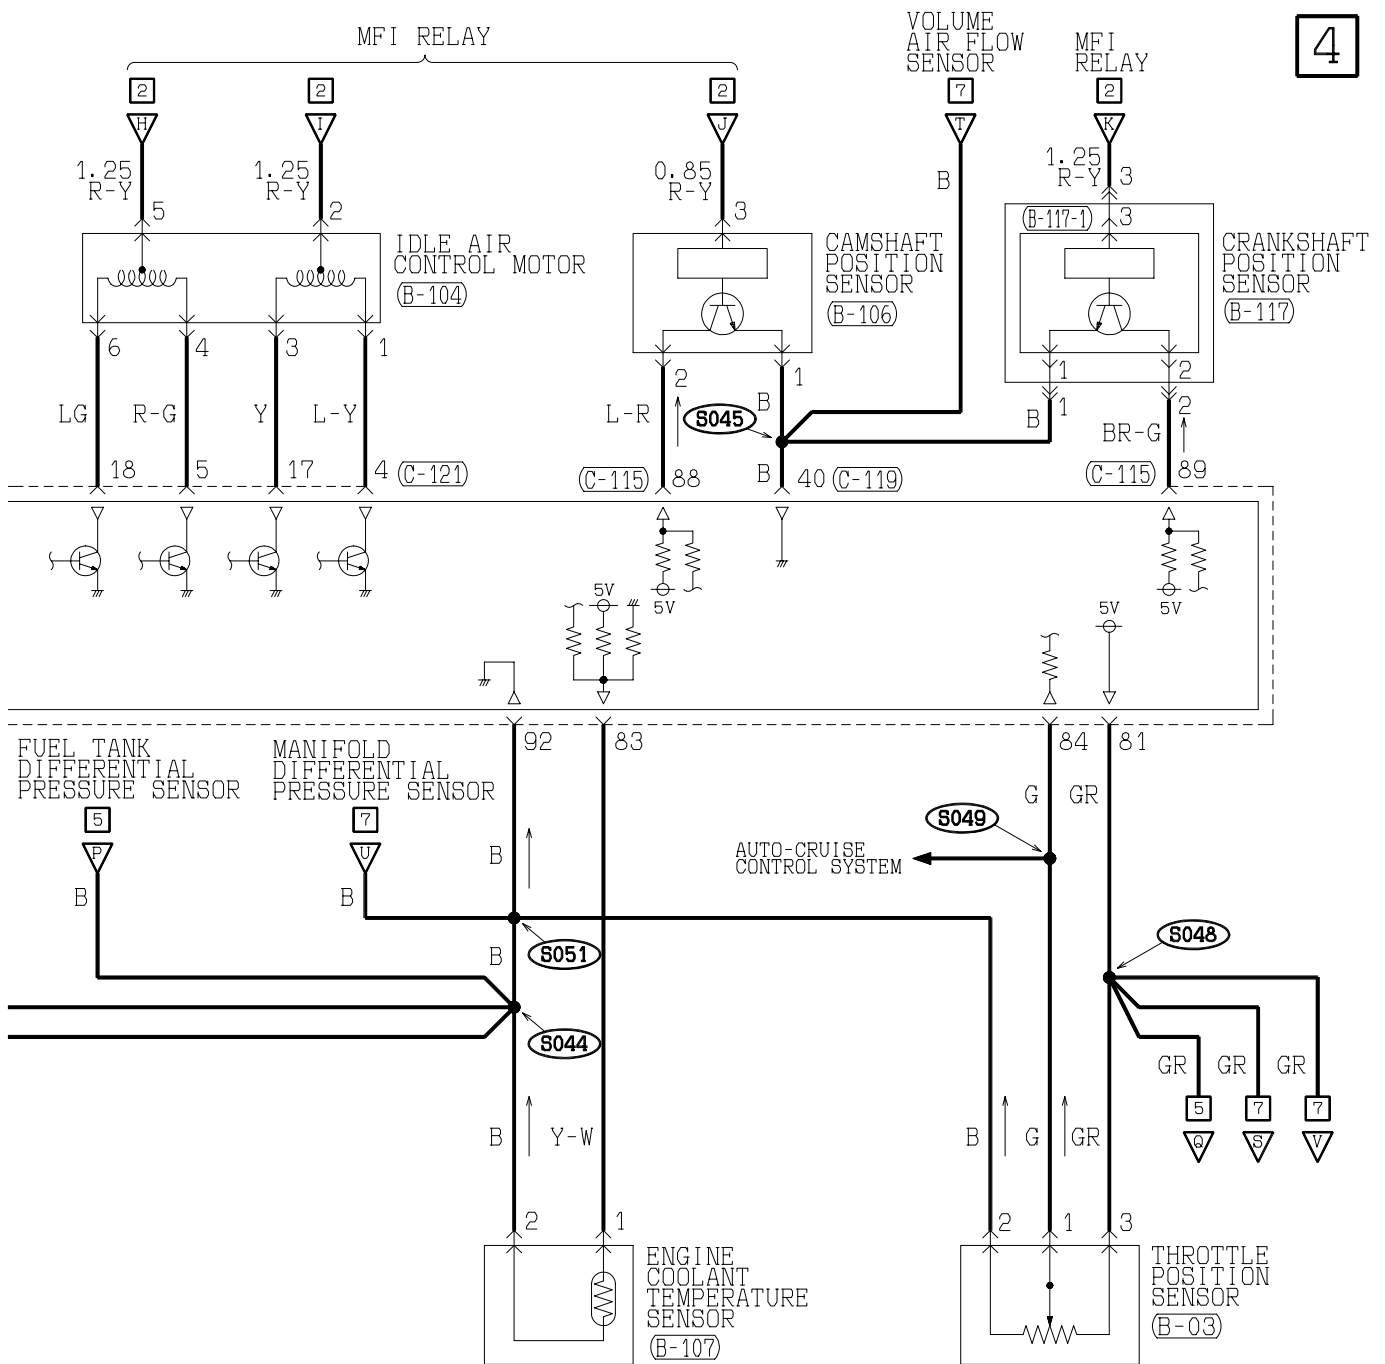 MFI RELAY
VOLUME
AIR FLOW
SENSOR
MFI
RELAY
4
2
2
2
7
2
H
I
J
T
K
1.25
R-Y
1.25
R-Y
0.85
R-Y
B
1.25
R-Y
3
5
2
3
(B-117-1)
3
IDLE AIR
CONTROL MOTOR
(B-104)
CAMSHAFT
POSITION
SENSOR
(B-106)
CRANKSHAFT
POSITION
SENSOR
(B-117)
6
4
3
1
2
1
1
2
1
2
LG
R-G
Y
L-Y
L-R
S045
B
B
BR-G
18
5
17
4
(C-121)
(C-115)
88
B
40
(C-119)
(C-115)
89
5V
5V
5V
5V
92
83
84
81
FUEL TANK
DIFFERENTIAL
PRESSURE SENSOR
MANIFOLD
DIFFERENTIAL
PRESSURE SENSOR
5
7
P
U
B
B
B
G
GR
S049
AUTO-CRUISE
CONTROL SYSTEM
B
S051
S048
S044
GR
GR
GR
5
7
7
Q
S
V
B
Y-W
B
G
GR
2
1
2
1
3
ENGINE
COOLANT
TEMPERATURE
SENSOR
(B-107)
THROTTLE
POSITION
SENSOR
(B-03)